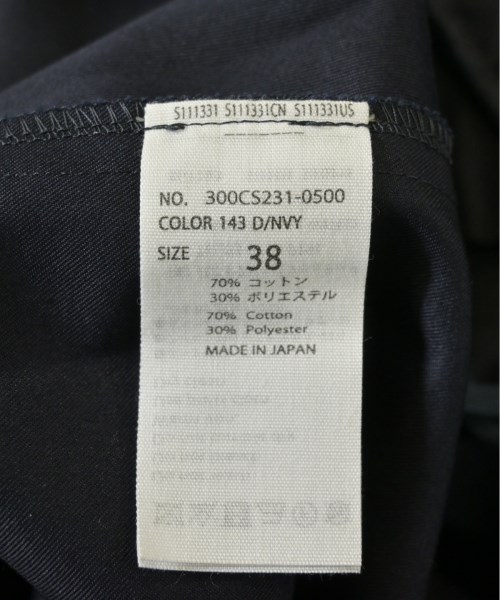 S111331 S111331CN S111331US
NO. 300CS231-0500
COLOR 143 D/NVY
SIZE 38
70% コットン
30% ポリエステル
70% Cotton
30% Polyester
MADE IN JAPAN